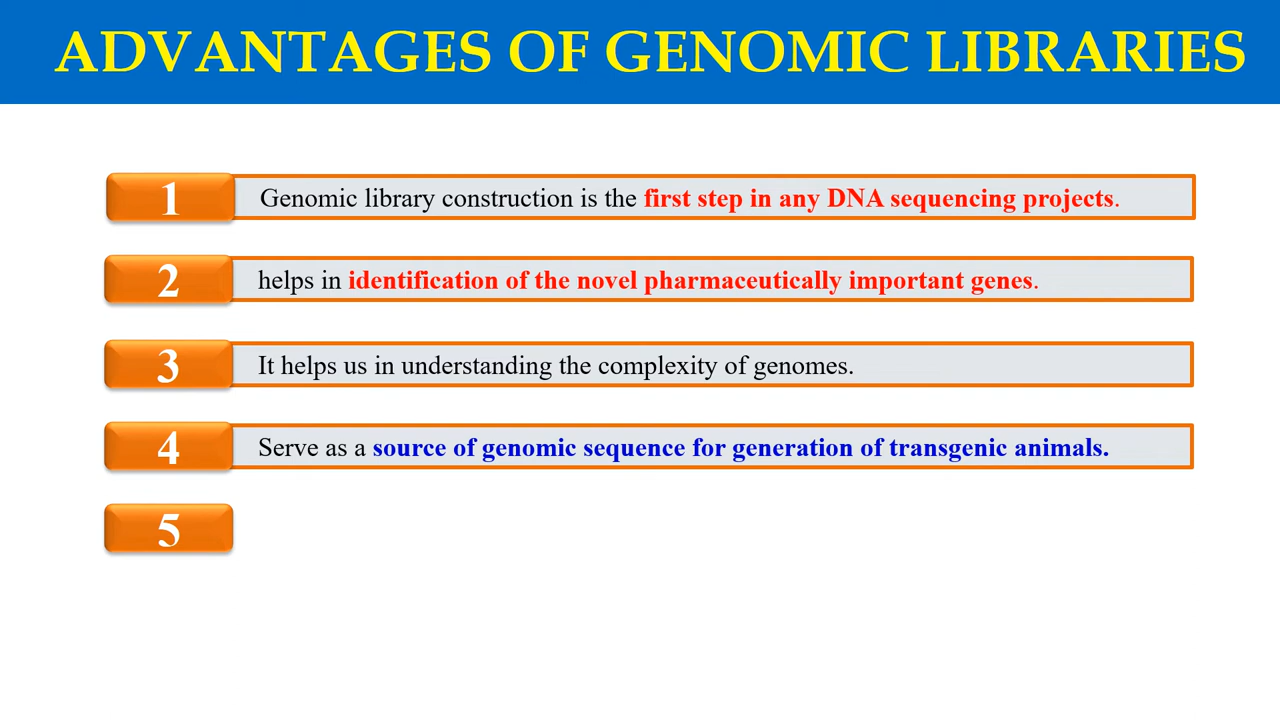 ADVANTAGES OF GENOMIC LIBRARIES
1 Genomic library construction is the first step in any DNA sequencing projects.
2 helps in identification of the novel pharmaceutically important genes.
3 It helps us in understanding the complexity of genomes.
4 Serve as a source of genomic sequence for generation of transgenic animals.
5